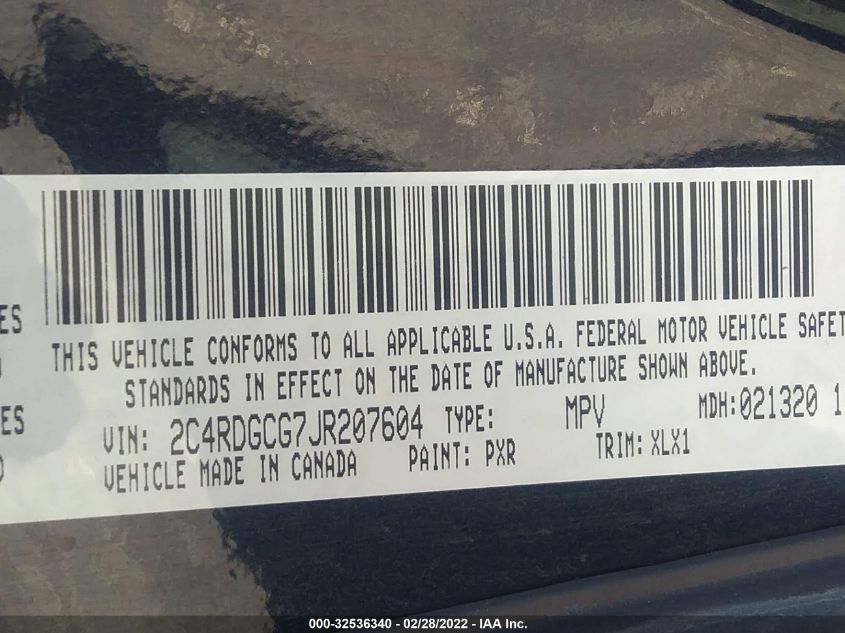 ES
THIS VEHICLE CONFORMS TO ALL APPLICABLE U.S.A. FEDERAL MOTOR VEHICLE SAFET
STANDARDS IN EFFECT ON THE DATE OF MANUFACTURE SHOWN ABOVE.
ES
VIN: 2C4RDGCG7JR207604 TYPE: MPV MDH:021320 1
VEHICLE MADE IN CANADA PAINT: PXR TRIM: XLX1
000-32536340 - 02/28/2022 - IAA Inc.